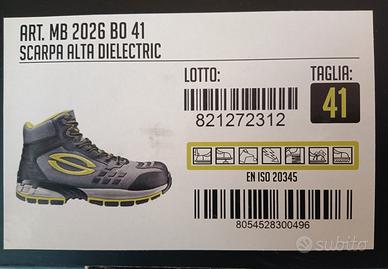 ART. MB 2026 BO 41
SCARPA ALTA DIELECTRIC
LOTTO:
TAGLIA:
821272312
41
EN ISO 20345
8054528300496
subito